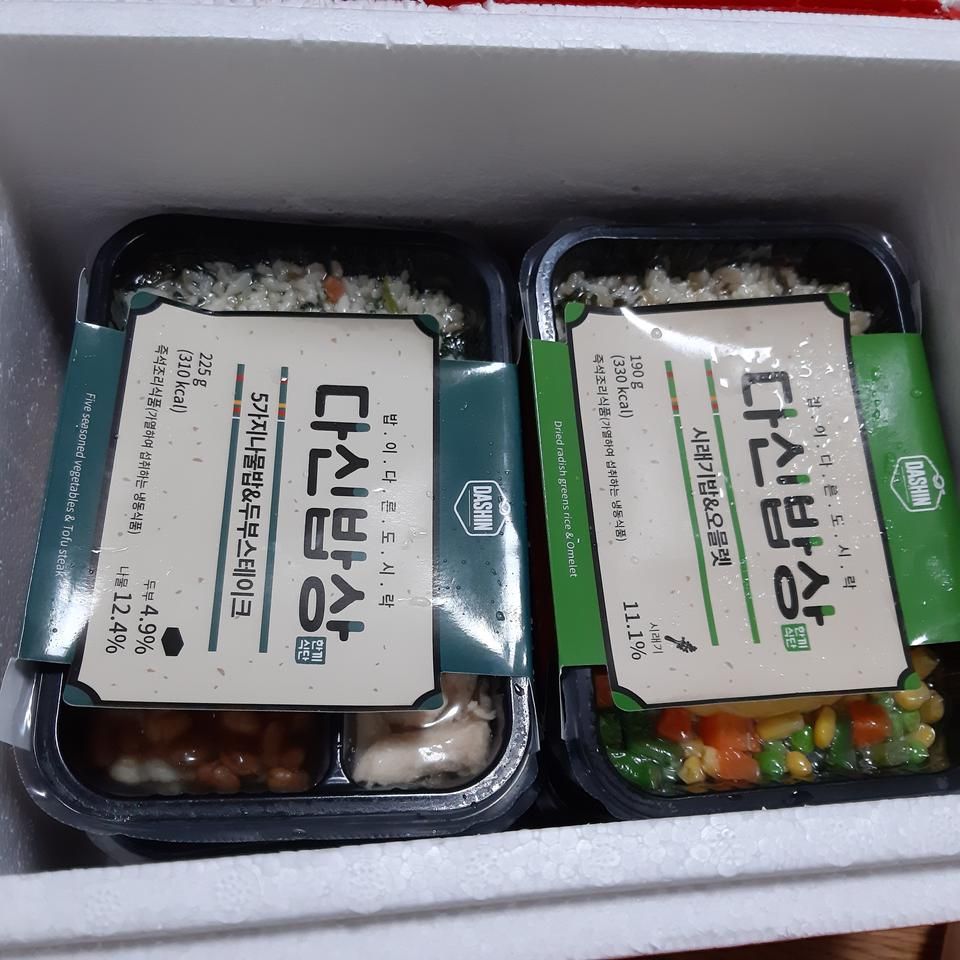 DASHIN
밥.이.다.른.도.시.락
다신밥상
한끼
식단
5가지나물밥&두부스테이크
225 g
(310 kcal)
즉석조리식품(가열하여 섭취하는 냉동식품)
두부 4.9%
나물 12.4%
Five seasoned vegetables & Tofu steak
DASHIN
밥.이.다.른.도.시.락
다신밥상
한끼
식단
시래기밥&오믈렛
190 g
(330 kcal)
즉석조리식품(가열하여 섭취하는 냉동식품)
시래기
11.1%
Dried radish greens rice & Omelet